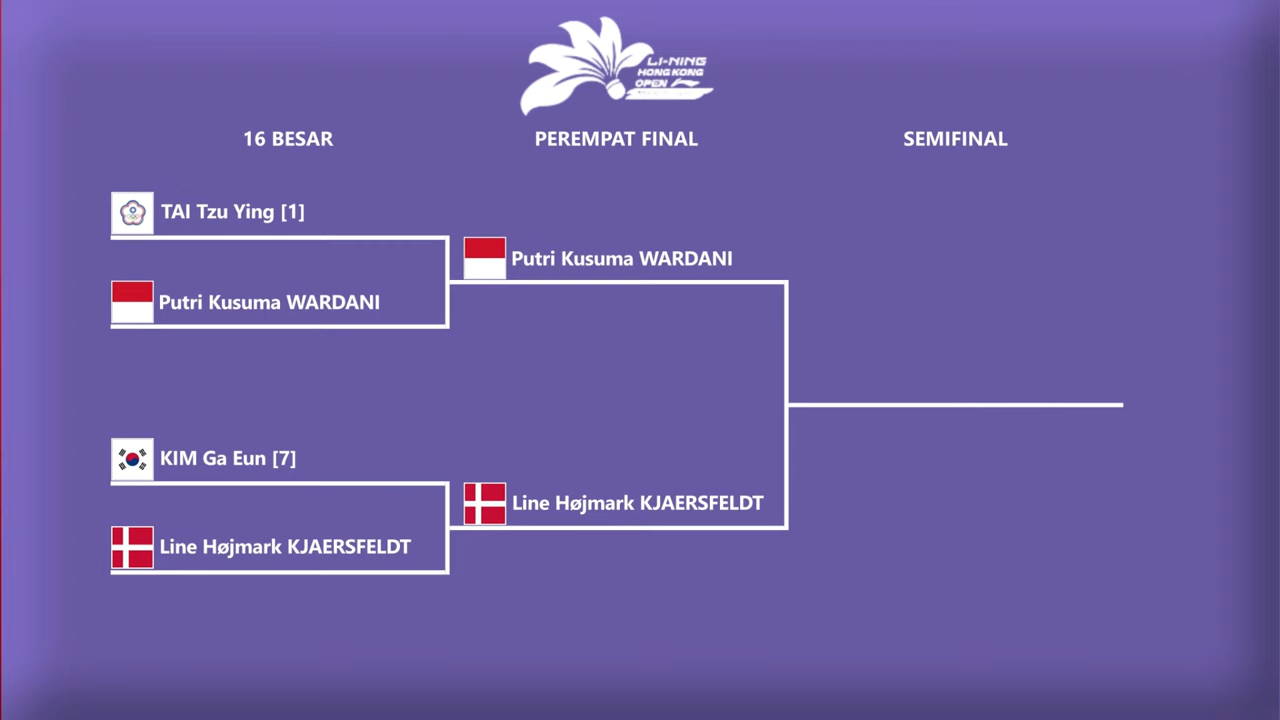 LI-NING
HONG KONG
OPEN
16 BESAR
PEREMPAT FINAL
SEMIFINAL
TAI Tzu Ying [1]
Putri Kusuma WARDANI
Putri Kusuma WARDANI
KIM Ga Eun [7]
Line Højmark KJAERSFELDT
Line Højmark KJAERSFELDT